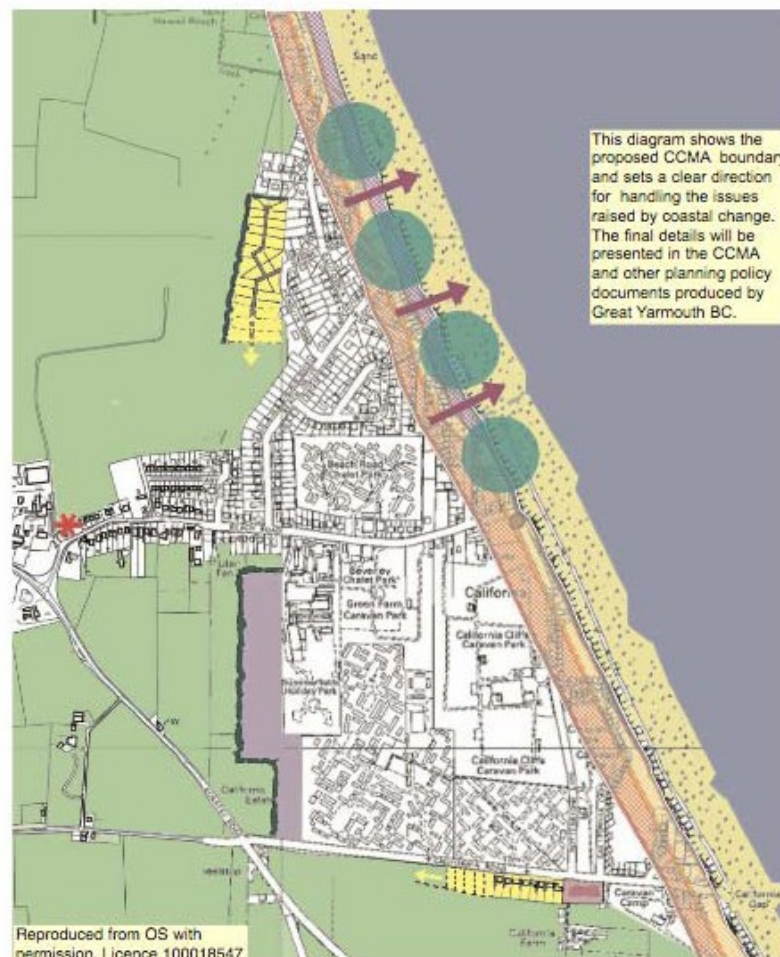 Sand
This diagram shows the
proposed CCMA boundary
and sets a clear direction
for handling the issues
raised by coastal change.
The final details will be
presented in the CCMA
and other planning policy
documents produced by
Great Yarmouth BC.
Beach Road
Chalet Park
Beverley
Chalet Park
Green Farm
Caravan Park
California
California Cliffs
Caravan Park
Holiday Park
California Cliffs
Caravan Park
W
California
Caravan
Camp
California
Gap
California
Farm
Reproduced from OS with
permission. Licence 100018547